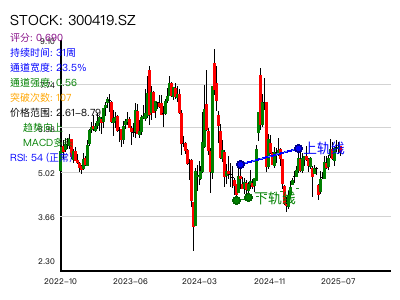 STOCK: 300419.SZ
评分: 0.690
持续时间: 31周
通道宽度: 23.5%
通道强度: 0.56
突破次数: 107
价格范围: 2.61-8.79
趋势
MACD
RSI: 54 (正常
上轨线
下轨线
5.02
3.66
2.30
2022-10
2023-06
2024-03
2024-11
2025-07